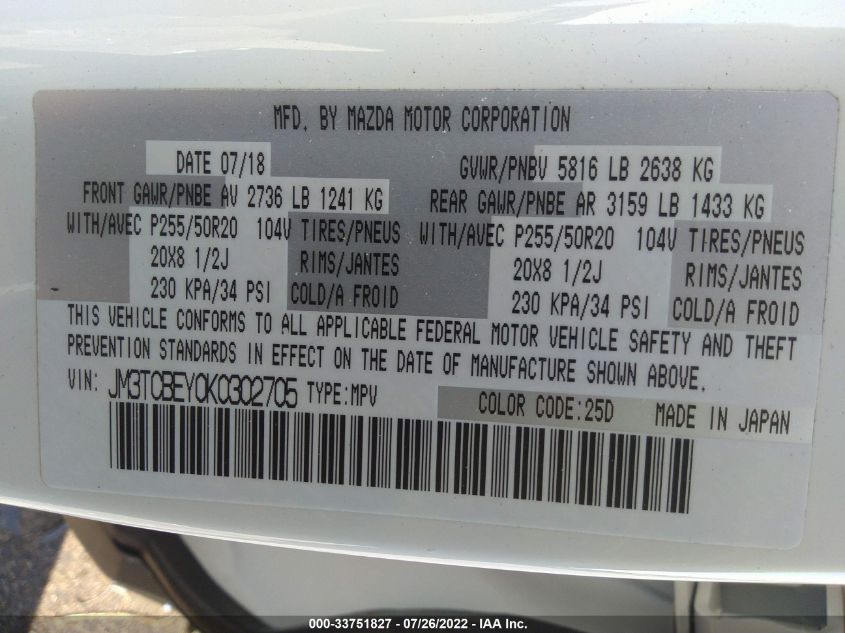 MFD. BY MAZDA MOTOR CORPORATION
DATE 07/18 GVWR/PNBV 5816 LB 2638 KG
FRONT GAWR/PNBE AV 2736 LB 1241 KG REAR GAWR/PNBE AR 3159 LB 1433 KG
WITH/AVEC P255/50R20 104V TIRES/PNEUS WITH/AVEC P255/50R20 104V TIRES/PNEUS
20X8 1/2J RIMS/JANTES 20X8 1/2J RIMS/JANTES
230 KPA/34 PSI COLD/A FROID 230 KPA/34 PSI COLD/A FROID
THIS VEHICLE CONFORMS TO ALL APPLICABLE FEDERAL MOTOR VEHICLE SAFETY AND THEFT
PREVENTION STANDARDS IN EFFECT ON THE DATE OF MANUFACTURE SHOWN ABOVE.
VIN: JM3TCBEY0K0302705 TYPE:MPV COLOR CODE:25D MADE IN JAPAN
000-33751827 - 07/26/2022 - IAA Inc.